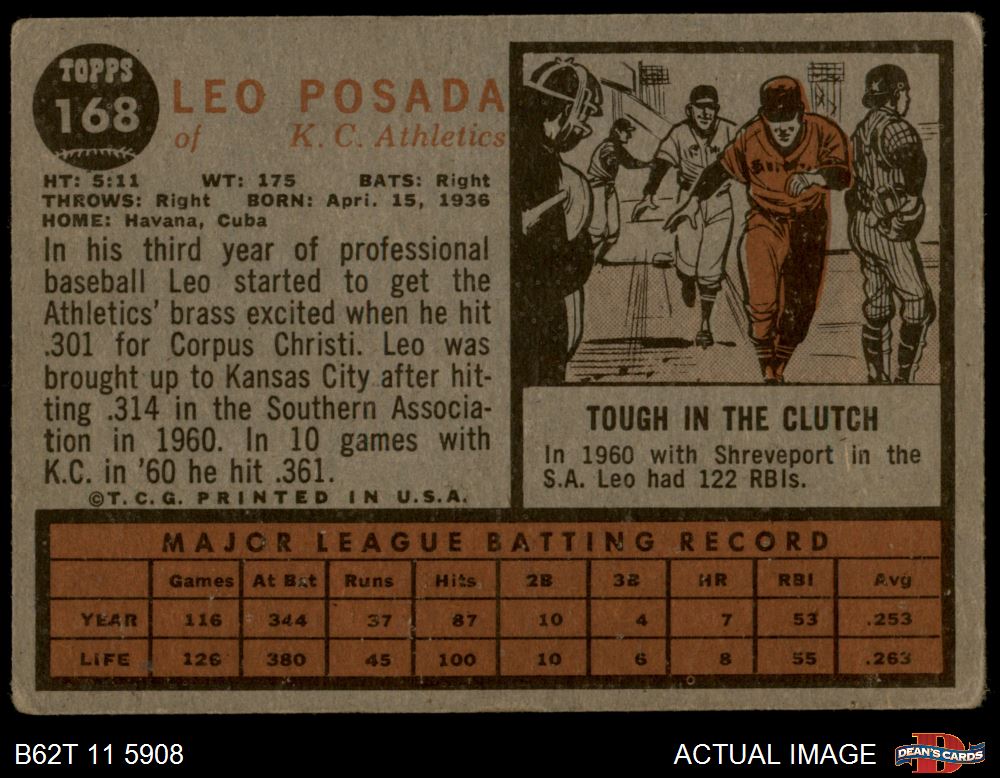 TOPPS
168
LEO POSADA
of K. C. Athletics
HT: 5:11 WT: 175 BATS: Right
THROWS: Right BORN: Apri. 15, 1936
HOME: Havana, Cuba
In his third year of professional
baseball Leo started to get the
Athletics' brass excited when he hit
.301 for Corpus Christi. Leo was
brought up to Kansas City after hit-
ting .314 in the Southern Associa-
tion in 1960. In 10 games with
K.C. in '60 he hit .361.
©T.C.G. PRINTED IN U.S.A.
TOUGH IN THE CLUTCH
In 1960 with Shreveport in the
S.A. Leo had 122 RBIs.
MAJOR LEAGUE BATTING RECORD
Games At Bat Runs Hits 2B 3B HR RBI Avg
YEAR 116 344 37 87 10 4 7 53 .253
LIFE 126 380 45 100 10 6 8 55 .263
B62T 11 5908
ACTUAL IMAGE
DEAN'S CARDS